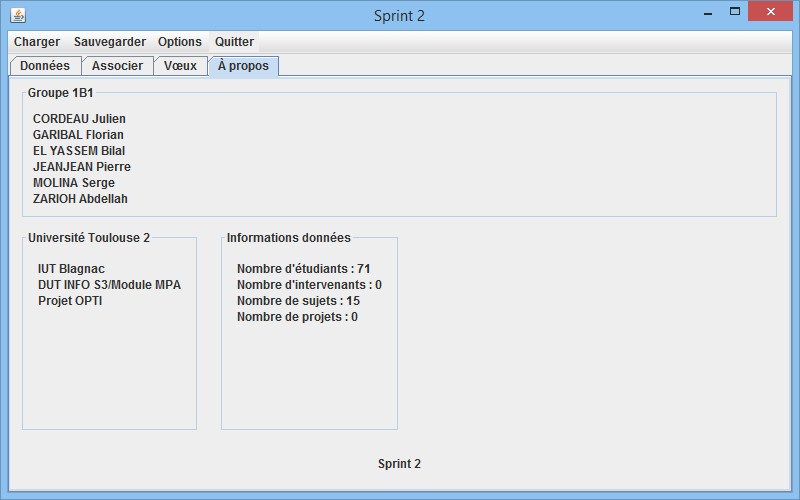 Sprint 2
Charger Sauvegarder Options Quitter
Données Associer Vœux À propos
Groupe 1B1
CORDEAU Julien
GARIBAL Florian
EL YASSEM Bilal
JEANJEAN Pierre
MOLINA Serge
ZARIOH Abdellah
Université Toulouse 2
IUT Blagnac
DUT INFO S3/Module MPA
Projet OPTI
Informations données
Nombre d'étudiants : 71
Nombre d'intervenants : 0
Nombre de sujets : 15
Nombre de projets : 0
Sprint 2